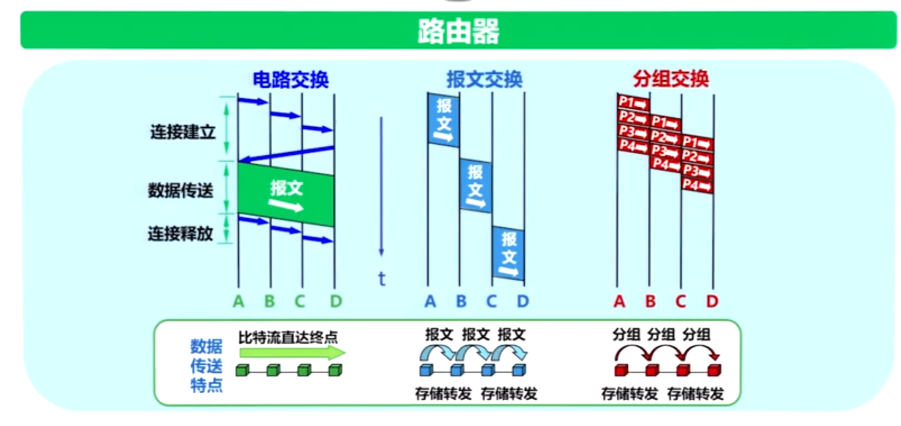 路由器
电路交换
报文交换
分组交换
连接建立
数据传送
连接释放
报文
报文
报文
报文
t
P1
P2 P1
P3 P2 P1
P4 P3 P2
P4 P3
P4
A B C D
A B C D
A B C D
数据
传送
特点
比特流直达终点
报文 报文 报文
存储转发 存储转发
分组 分组 分组
存储转发 存储转发